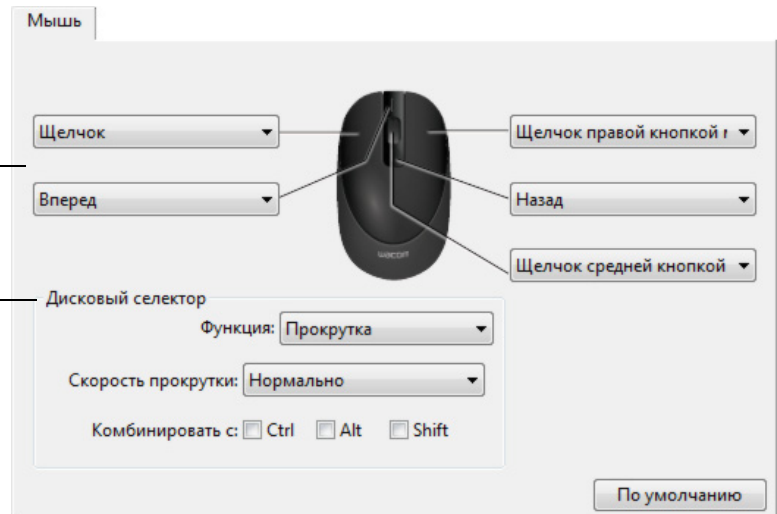 Мышь
Щелчок
Щелчок правой кнопкой
Вперед
Назад
wacom
Щелчок средней кнопкой
Дисковый селектор
Функция: Прокрутка
Скорость прокрутки: Нормально
Комбинировать с: Ctrl Alt Shift
По умолчанию